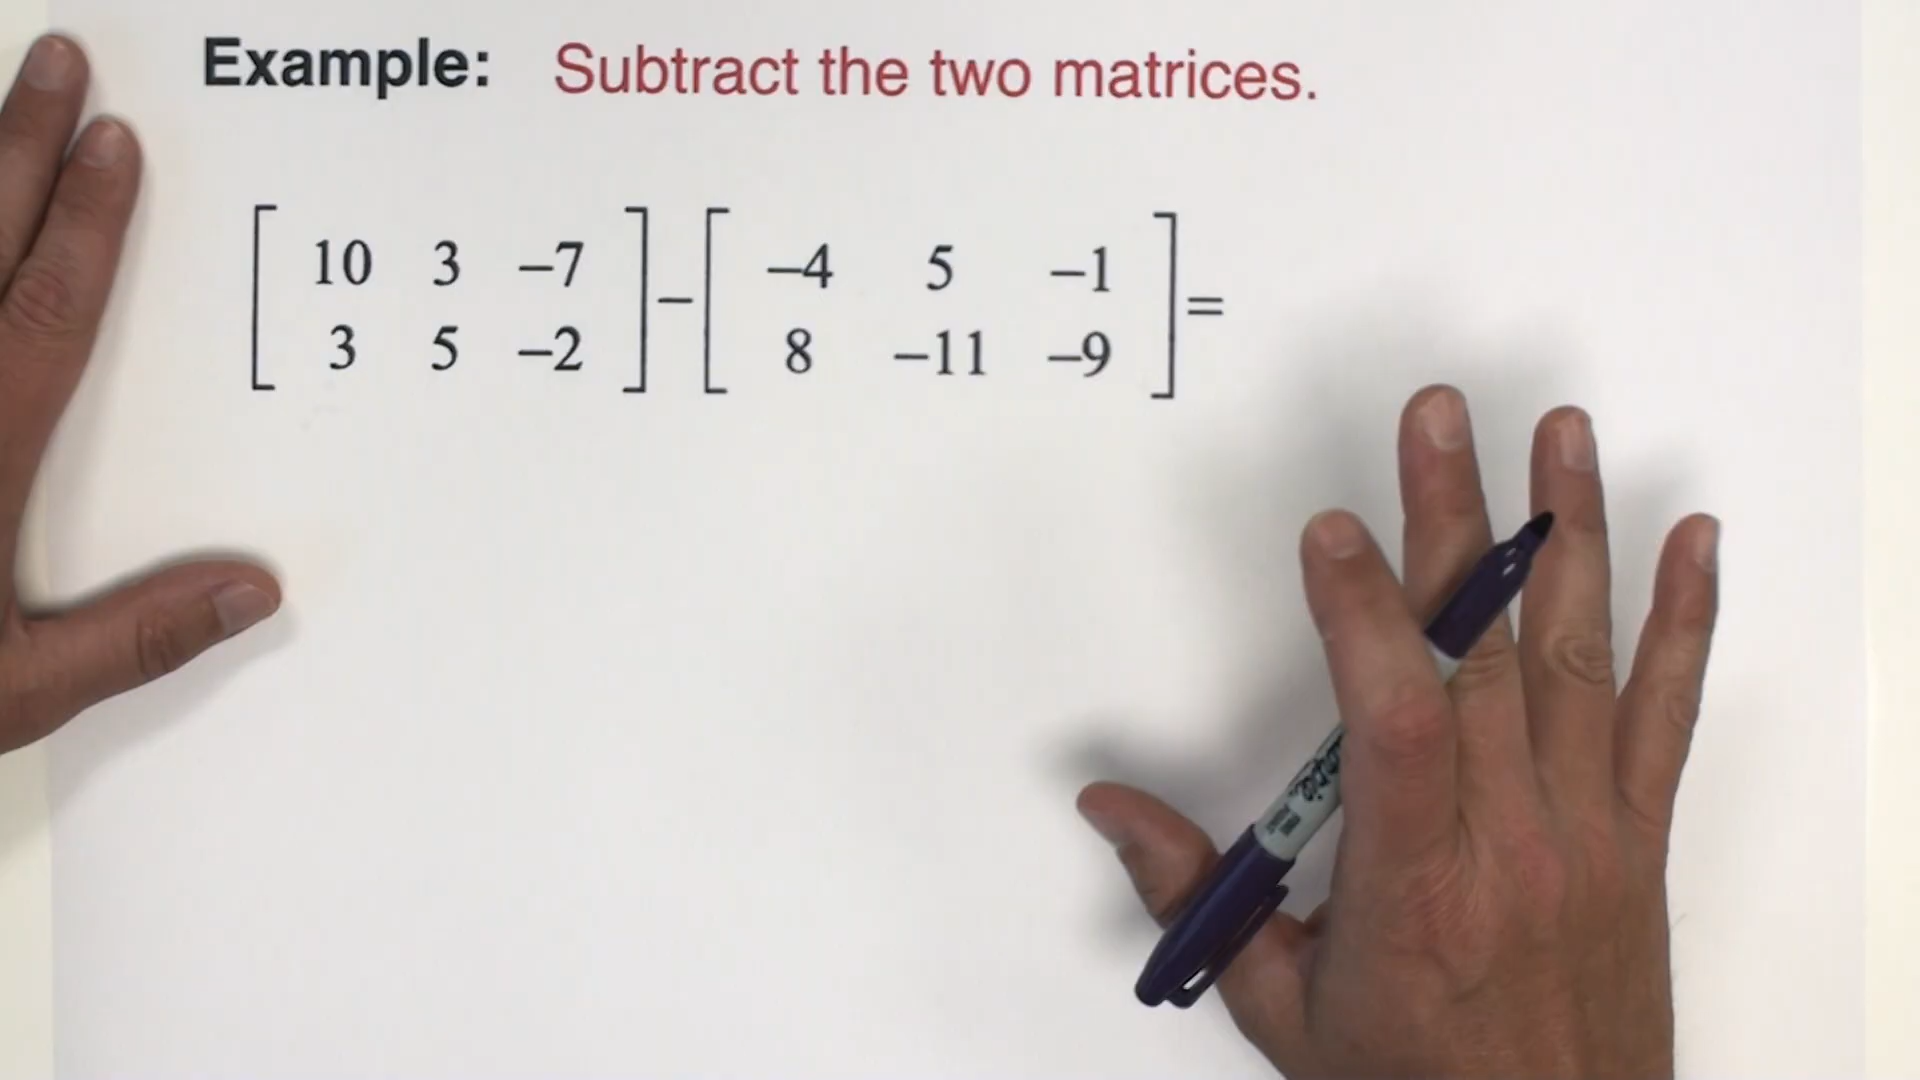 Example: Subtract the two matrices.
[ 10 3 −7 ] − [ −4 5 −1 ] =
[ 3 5 −2 ] [ 8 −11 −9 ]